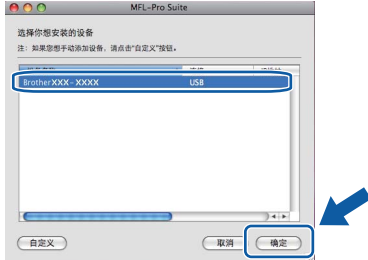 MFL-Pro Suite
选择你想安装的设备
注：如果您想手动添加设备，请点击“自定义”按钮。
BrotherXXX-XXXX USB
自定义 取消 确定